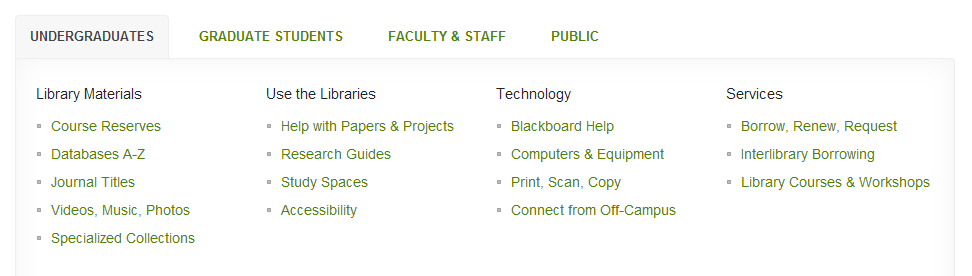 UNDERGRADUATES GRADUATE STUDENTS FACULTY & STAFF PUBLIC
Library Materials
Course Reserves
Databases A-Z
Journal Titles
Videos, Music, Photos
Specialized Collections
Use the Libraries
Help with Papers & Projects
Research Guides
Study Spaces
Accessibility
Technology
Blackboard Help
Computers & Equipment
Print, Scan, Copy
Connect from Off-Campus
Services
Borrow, Renew, Request
Interlibrary Borrowing
Library Courses & Workshops